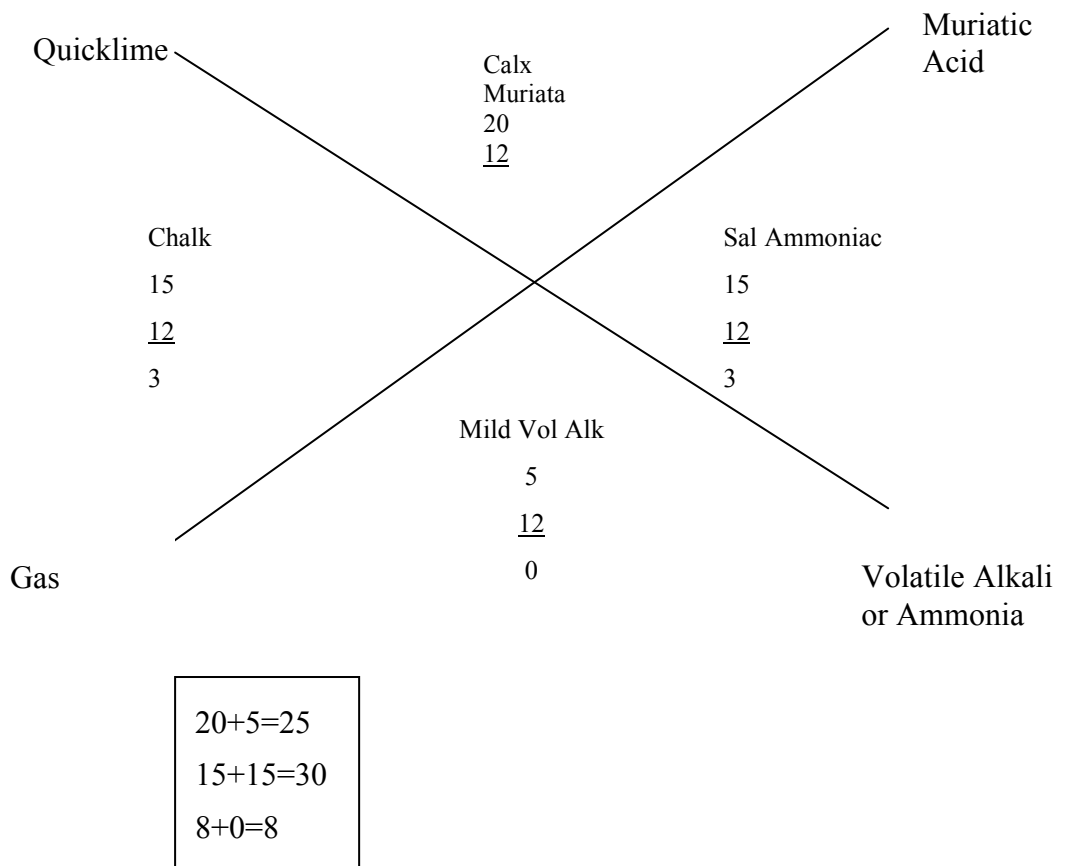 Quicklime
Muriatic
Acid
Calx
Muriata
20
12
Chalk
15
12
3
Sal Ammoniac
15
12
3
Mild Vol Alk
5
12
0
Gas
Volatile Alkali
or Ammonia
20+5=25
15+15=30
8+0=8